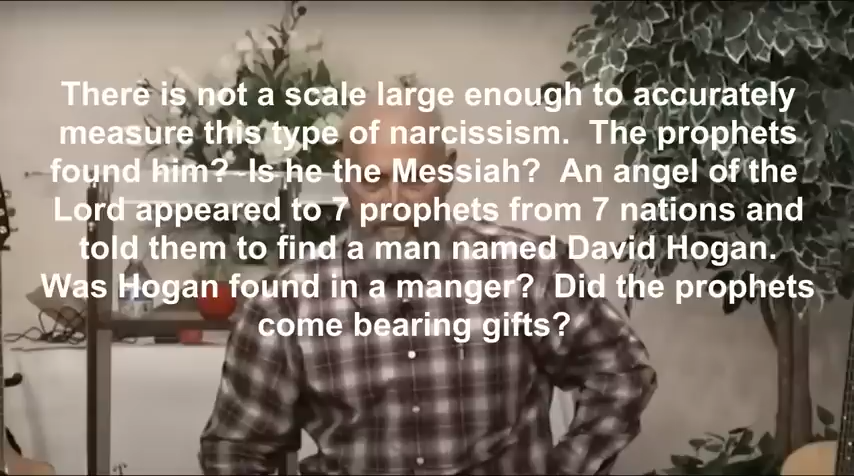 There is not a scale large enough to accurately
measure this type of narcissism.  The prophets
found him?  Is he the Messiah?  An angel of the
Lord appeared to 7 prophets from 7 nations and
told them to find a man named David Hogan.
Was Hogan found in a manger?  Did the prophets
come bearing gifts?